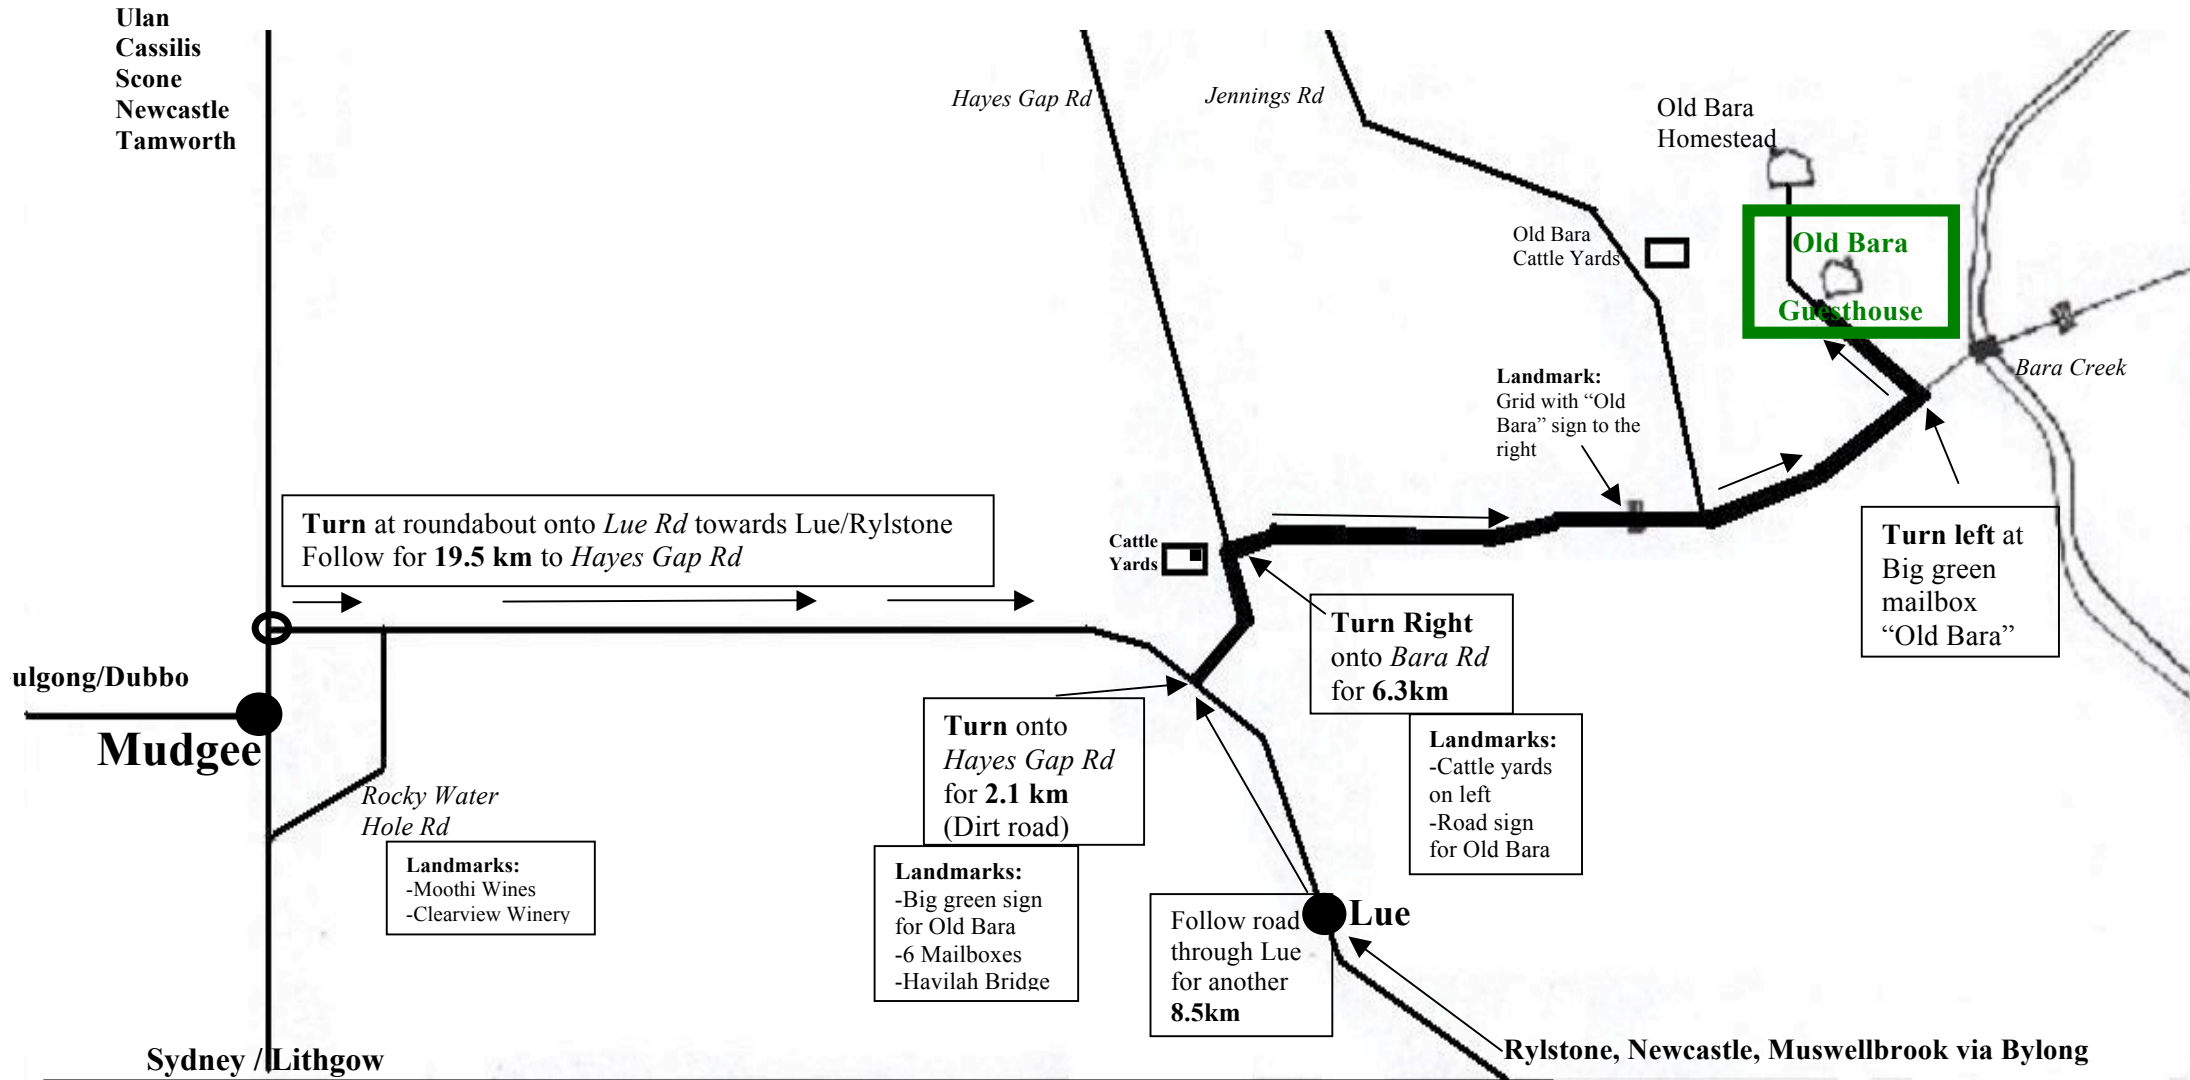 Ulan
Cassilis
Scone
Newcastle
Tamworth
Hayes Gap Rd
Jennings Rd
Old Bara
Homestead
Old Bara
Cattle Yards
Old Bara
Guesthouse
Bara Creek
Landmark:
Grid with “Old
Bara” sign to the
right
Turn at roundabout onto Lue Rd towards Lue/Rylstone
Follow for 19.5 km to Hayes Gap Rd
Cattle
Yards
Turn left at
Big green
mailbox
“Old Bara”
Turn Right
onto Bara Rd
for 6.3km
ulgong/Dubbo
Mudgee
Turn onto
Hayes Gap Rd
for 2.1 km
(Dirt road)
Landmarks:
-Cattle yards
on left
-Road sign
for Old Bara
Rocky Water
Hole Rd
Landmarks:
-Moothi Wines
-Clearview Winery
Landmarks:
-Big green sign
for Old Bara
-6 Mailboxes
-Havilah Bridge
Follow road
through Lue
for another
8.5km
Lue
Sydney / Lithgow
Rylstone, Newcastle, Muswellbrook via Bylong